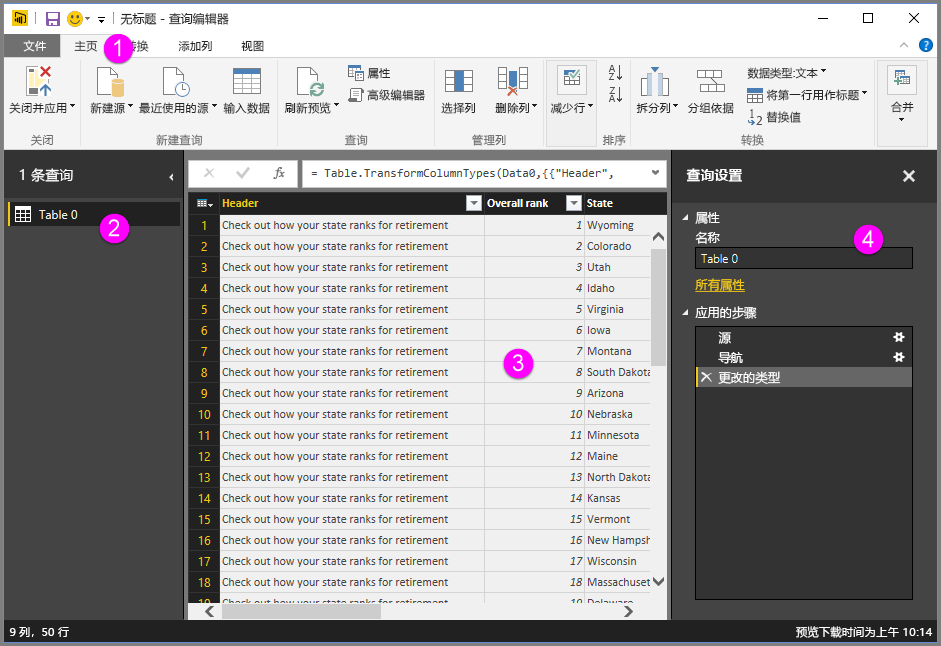 无标题 - 查询编辑器
文件 主页 1 转换 添加列 视图
关闭并应用 新建源 最近使用的源 输入数据 刷新预览 属性 高级编辑器 选择列 删除列 减少行 拆分列 分组依据 数据类型:文本 将第一行用作标题 替换值 合并
关闭 新建查询 查询 管理列 排序 转换
1 条查询
= Table.TransformColumnTypes(Data0,{{"Header",
查询设置
Table 0
2
Header Overall rank State
1 Check out how your state ranks for retirement 1 Wyoming
2 Check out how your state ranks for retirement 2 Colorado
3 Check out how your state ranks for retirement 3 Utah
4 Check out how your state ranks for retirement 4 Idaho
5 Check out how your state ranks for retirement 5 Virginia
6 Check out how your state ranks for retirement 6 Iowa
7 Check out how your state ranks for retirement 7 Montana
8 Check out how your state ranks for retirement 8 South Dakota
9 Check out how your state ranks for retirement 9 Arizona
10 Check out how your state ranks for retirement 10 Nebraska
11 Check out how your state ranks for retirement 11 Minnesota
12 Check out how your state ranks for retirement 12 Maine
13 Check out how your state ranks for retirement 13 North Dakota
14 Check out how your state ranks for retirement 14 Kansas
15 Check out how your state ranks for retirement 15 Vermont
16 Check out how your state ranks for retirement 16 New Hampsh
17 Check out how your state ranks for retirement 17 Wisconsin
18 Check out how your state ranks for retirement 18 Massachuset
19 Check out how your state ranks for retirement 19 Delaware
3
属性
名称
4
Table 0
所有属性
应用的步骤
源
导航
更改的类型
9 列，50 行
预览下载时间为上午 10:14